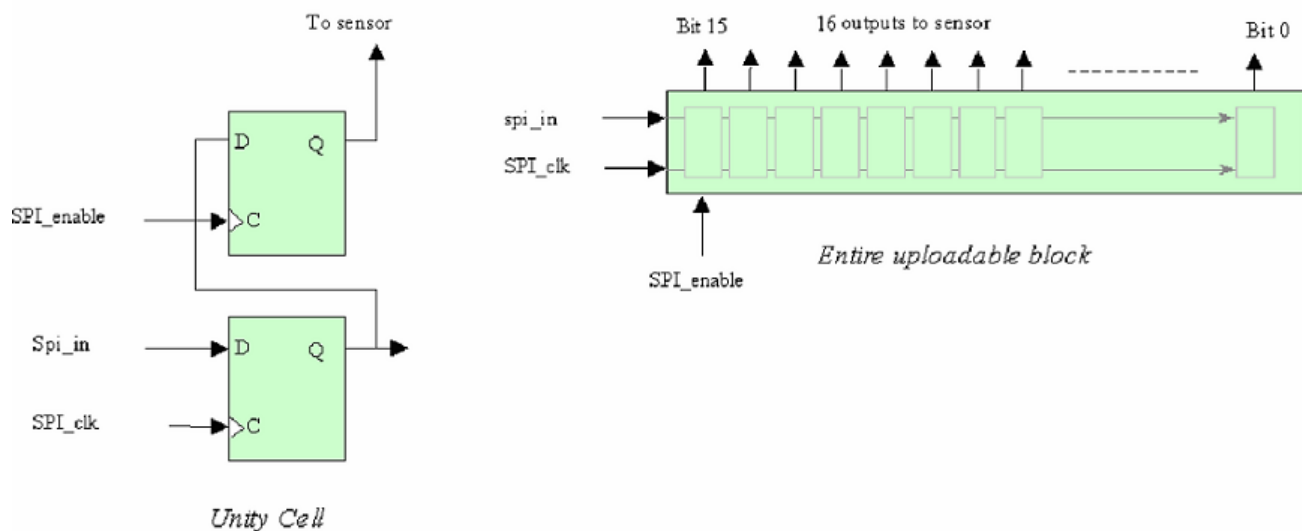 To sensor
D Q
SPI_enable
C
Spi_in
D Q
SPI_clk
C
Unity Cell
Bit 15
16 outputs to sensor
Bit 0
spi_in
SPI_clk
SPI_enable
Entire uploadable block